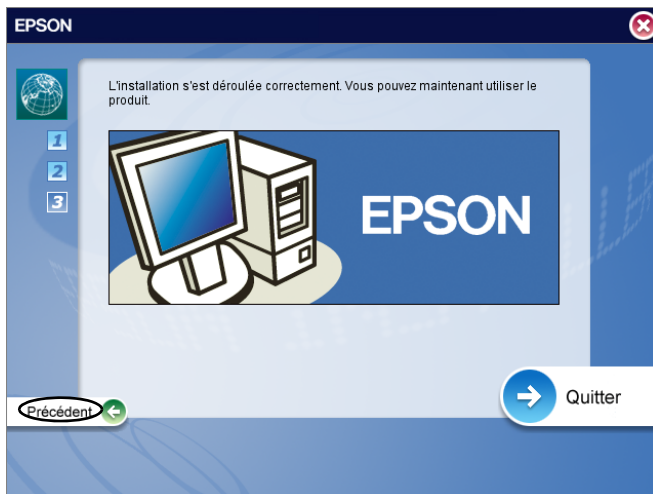 EPSON
L'installation s'est déroulée correctement. Vous pouvez maintenant utiliser le
produit.
1
2
3
EPSON
Quitter
Précédent